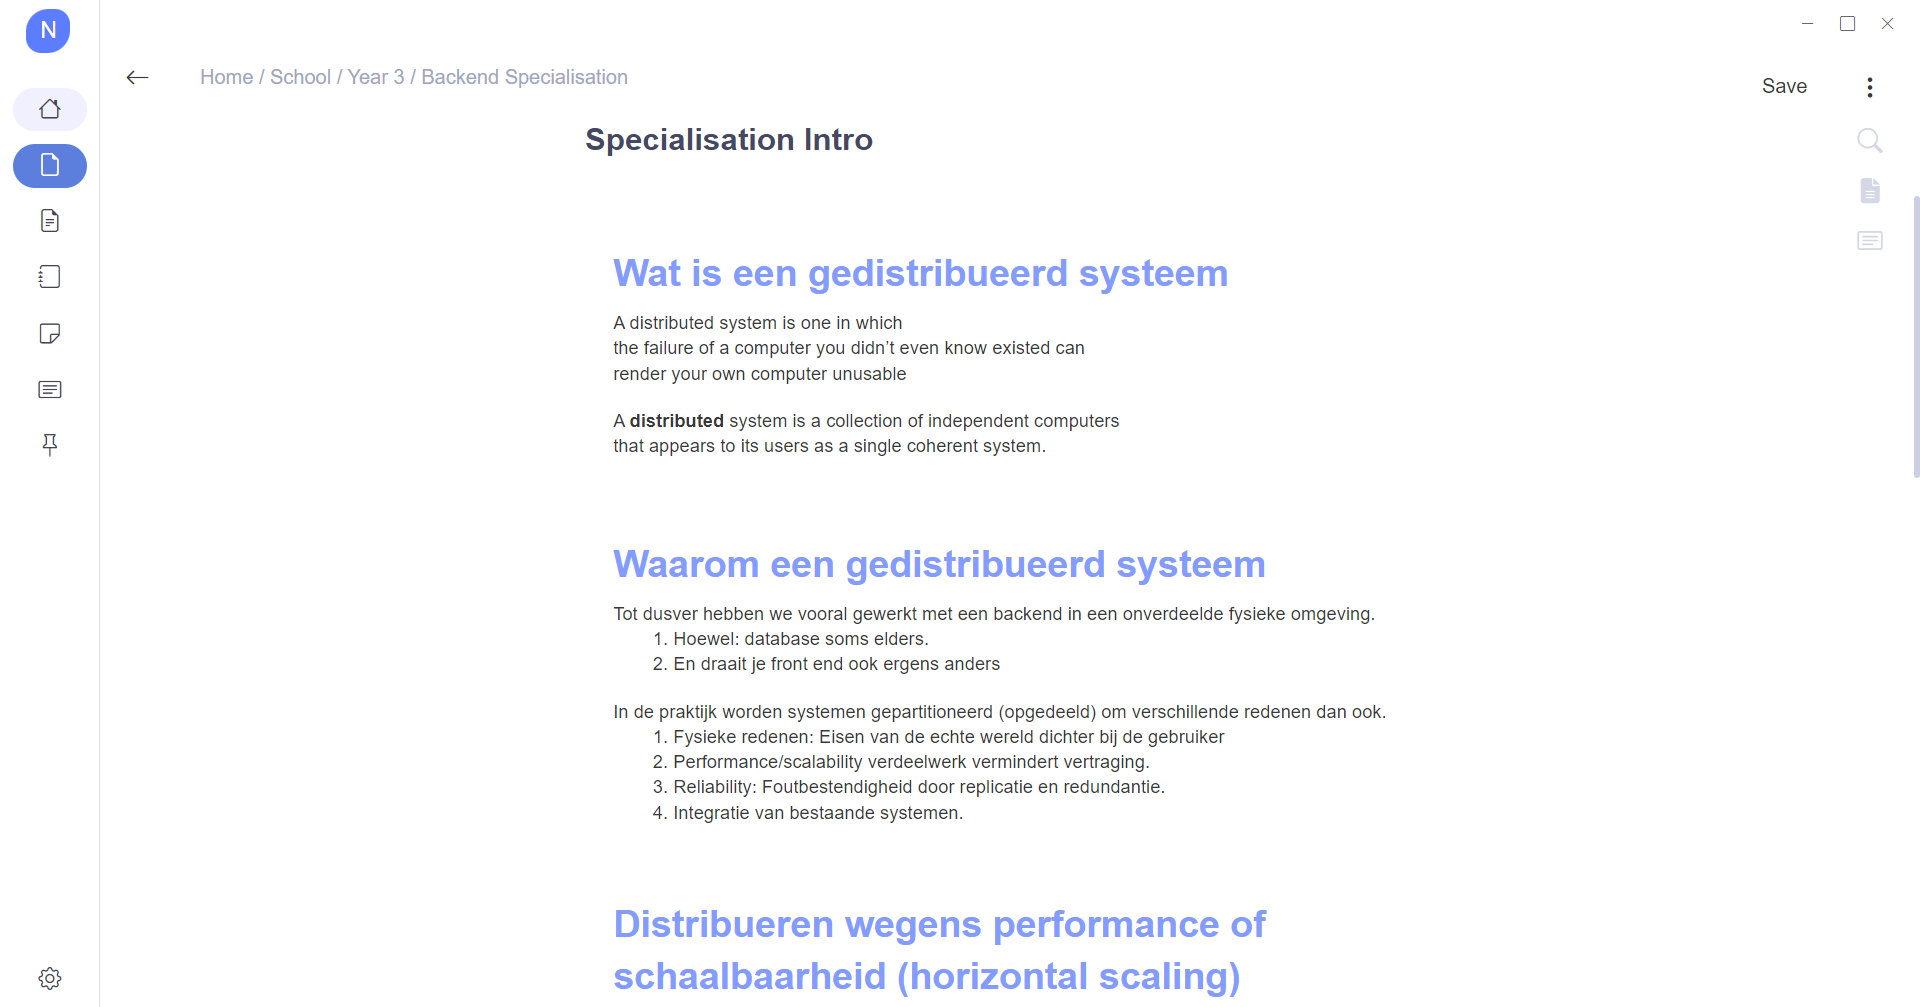 N
Home / School / Year 3 / Backend Specialisation
Save
Specialisation Intro
Wat is een gedistribueerd systeem
A distributed system is one in which
the failure of a computer you didn’t even know existed can
render your own computer unusable
A distributed system is a collection of independent computers
that appears to its users as a single coherent system.
Waarom een gedistribueerd systeem
Tot dusver hebben we vooral gewerkt met een backend in een onverdeelde fysieke omgeving.
1. Hoewel: database soms elders.
2. En draait je front end ook ergens anders
In de praktijk worden systemen gepartitioneerd (opgedeeld) om verschillende redenen dan ook.
1. Fysieke redenen: Eisen van de echte wereld dichter bij de gebruiker
2. Performance/scalability verdeelwerk vermindert vertraging.
3. Reliability: Foutbestendigheid door replicatie en redundantie.
4. Integratie van bestaande systemen.
Distribueren wegens performance of
schaalbaarheid (horizontal scaling)